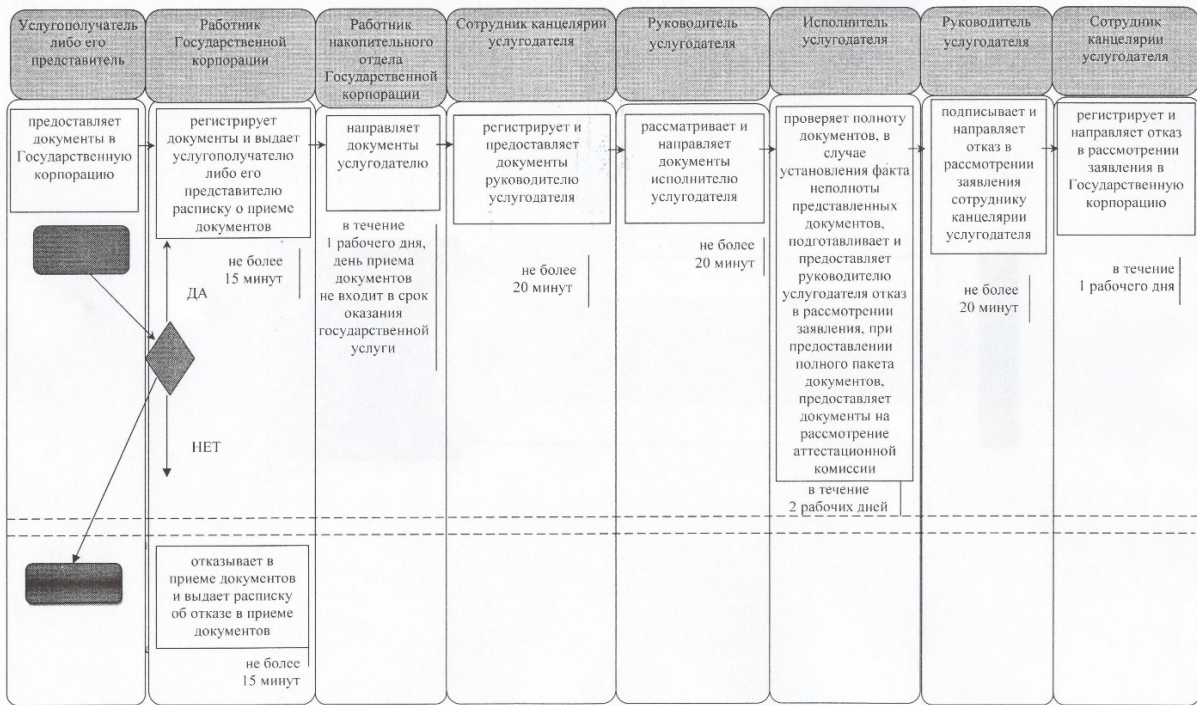 Услугополучатель
либо его
представитель
Работник
Государственной
корпорации
Работник
накопительного
отдела
Государственной
корпорации
Сотрудник канцелярии
услугодателя
Руководитель
услугодателя
Исполнитель
услугодателя
Руководитель
услугодателя
Сотрудник
канцелярии
услугодателя
предоставляет
документы в
Государственную
корпорацию
регистрирует
документы и выдает
услугополучателю
либо его
представителю
расписку о приеме
документов
не более
15 минут
ДА
НЕТ
направляет
документы
услугодателю
в течение
1 рабочего дня,
день приема
документов
не входит в срок
оказания
государственной
услуги
регистрирует и
предоставляет
документы
руководителю
услугодателя
не более
20 минут
рассматривает и
направляет
документы
исполнителю
услугодателя
не более
20 минут
проверяет полноту
документов, в
случае
установления факта
неполноты
представленных
документов,
подготавливает и
предоставляет
руководителю
услугодателя отказ
в рассмотрении
заявления, при
предоставлении
полного пакета
документов,
предоставляет
документы на
рассмотрение
аттестационной
комиссии
в течение
2 рабочих дней
подписывает и
направляет
отказ в
рассмотрении
заявления
сотруднику
канцелярии
услугодателя
не более
20 минут
регистрирует и
направляет отказ
в рассмотрении
заявления в
Государственную
корпорацию
в течение
1 рабочего дня
отказывает в
приеме документов
и выдает расписку
об отказе в приеме
документов
не более
15 минут